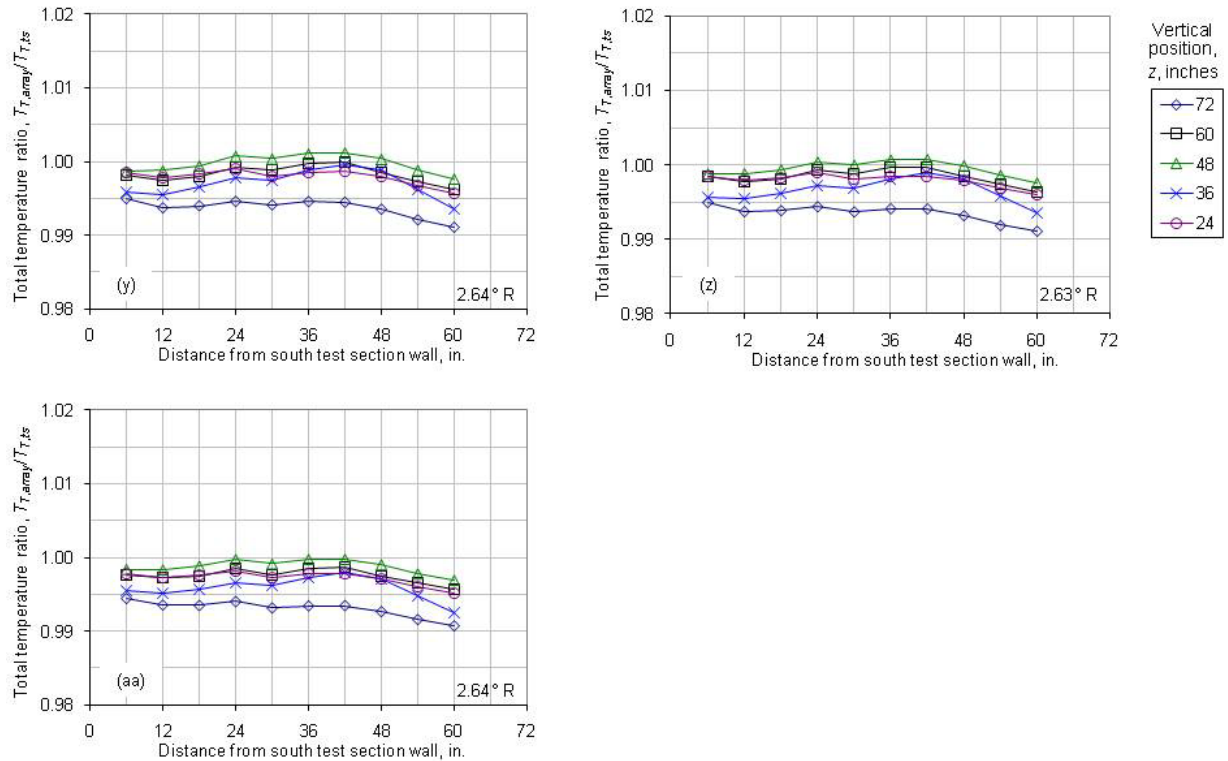 Total temperature ratio, T_T,array/T_T,ts
1.02
1.01
1.00
0.99
0.98
(y)
2.64° R
0 12 24 36 48 60 72
Distance from south test section wall, in.
Total temperature ratio, T_T,array/T_T,ts
1.02
1.01
1.00
0.99
0.98
(z)
2.63° R
0 12 24 36 48 60 72
Distance from south test section wall, in.
Vertical
position,
z, inches
72
60
48
36
24
Total temperature ratio, T_T,array/T_T,ts
1.02
1.01
1.00
0.99
0.98
(aa)
2.64° R
0 12 24 36 48 60 72
Distance from south test section wall, in.